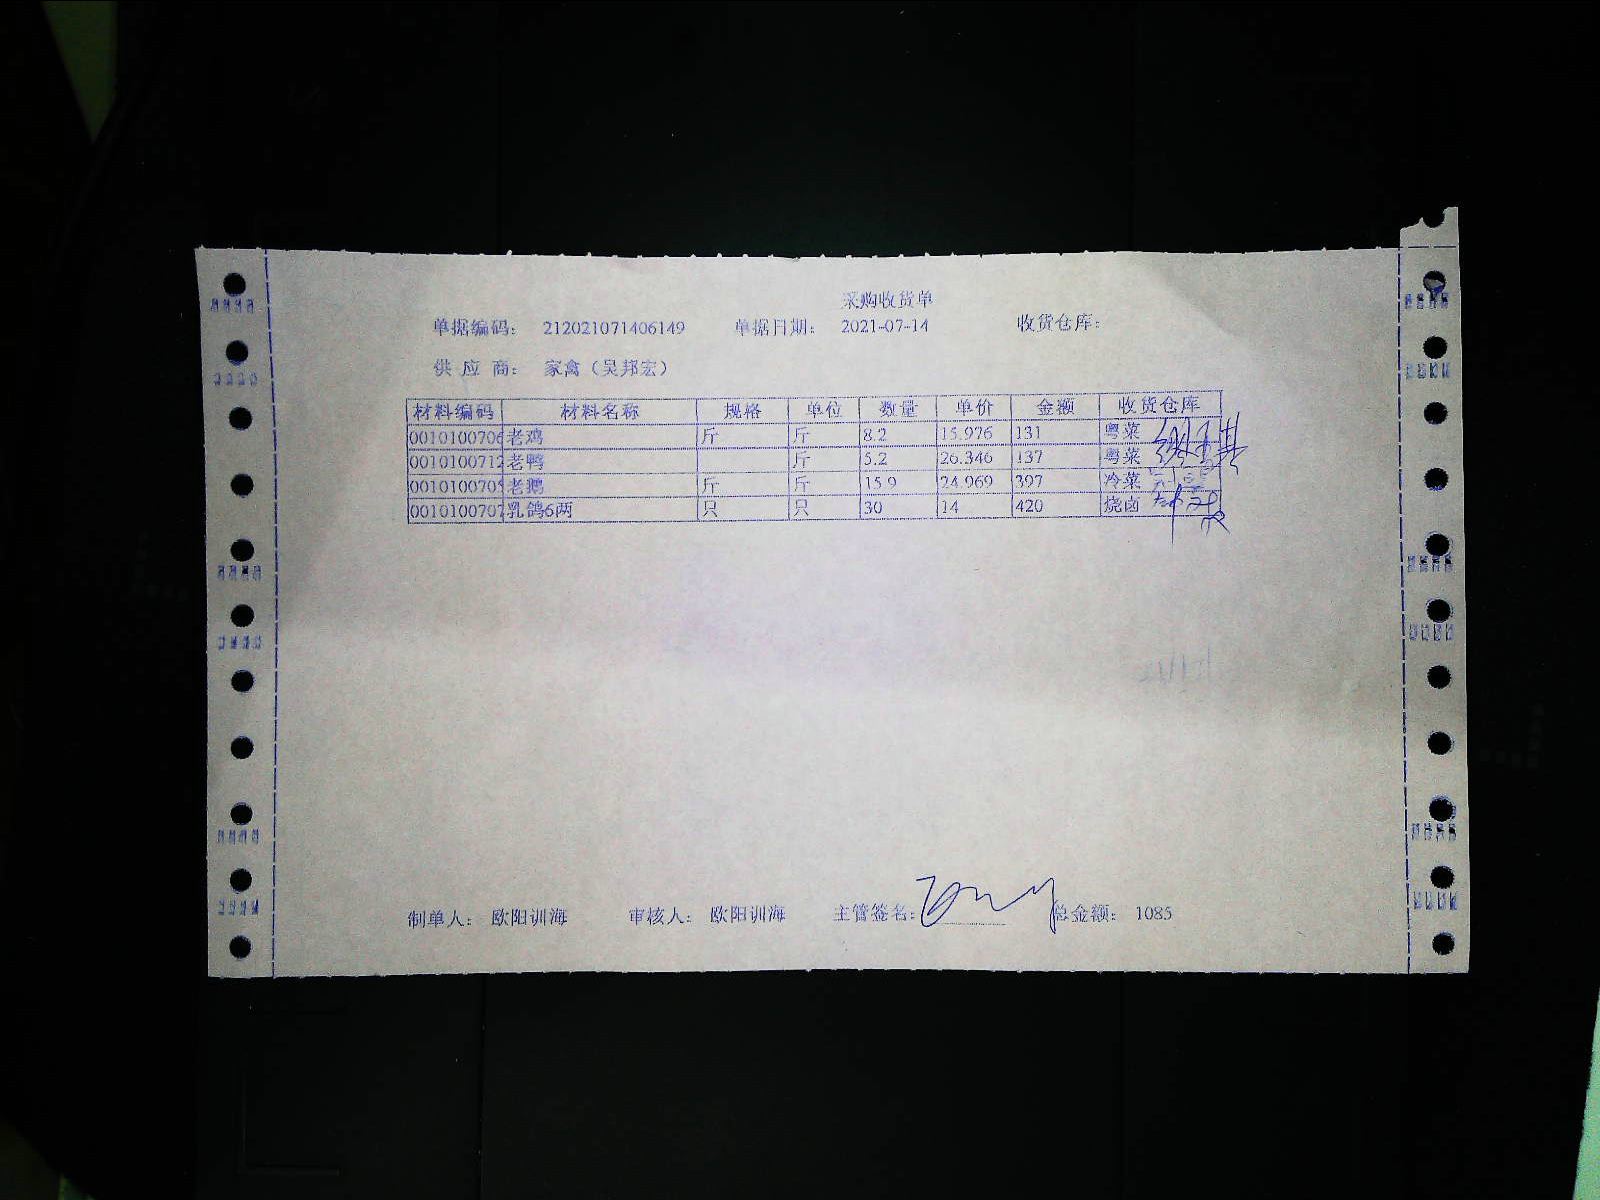 采购收货单
单据编码： 212021071406149 单据日期： 2021-07-14 收货仓库：
供 应 商： 家禽（吴邦宏）
材料编码 材料名称 规格 单位 数量 单价 金额 收货仓库
0010100706 老鸡 斤 斤 8.2 15.976 131 粤菜
0010100712 老鸭 斤 5.2 26.346 137 粤菜
0010100705 老鹅 斤 斤 15.9 24.969 397 冷菜
0010100707 乳鸽6两 只 只 30 14 420 烧卤
制单人： 欧阳训海 审核人： 欧阳训海 主管签名： 总金额： 1085